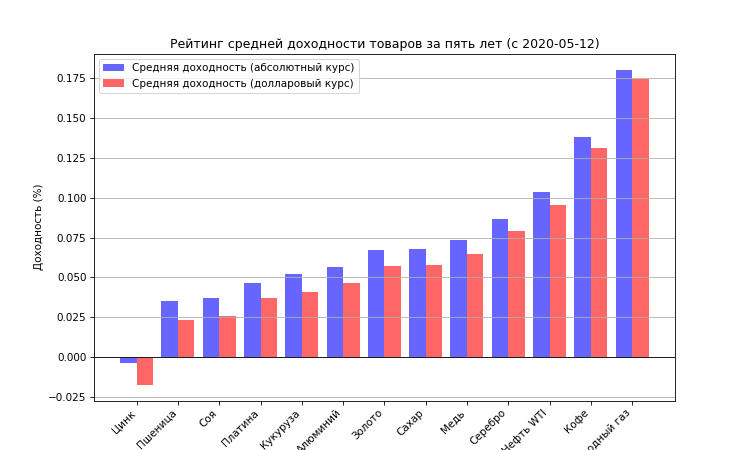 Рейтинг средней доходности товаров за пять лет (с 2020-05-12)
Средняя доходность (абсолютный курс)
Средняя доходность (долларовый курс)
Доходность (%)
0.175
0.150
0.125
0.100
0.075
0.050
0.025
0.000
−0.025
Цинк
Пшеница
Соя
Платина
Кукуруза
Алюминий
Золото
Сахар
Медь
Серебро
Нефть WTI
Кофе
газ